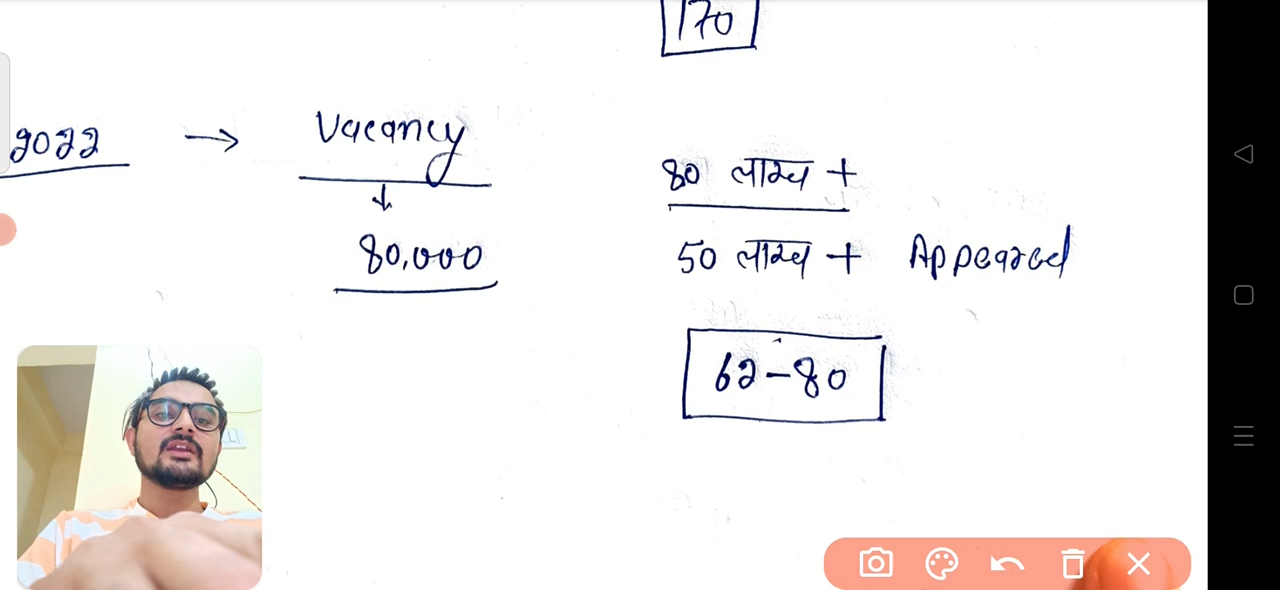 170
2022 → Vacancy
80,000
80 लाख +
50 लाख + Appeared
62-80